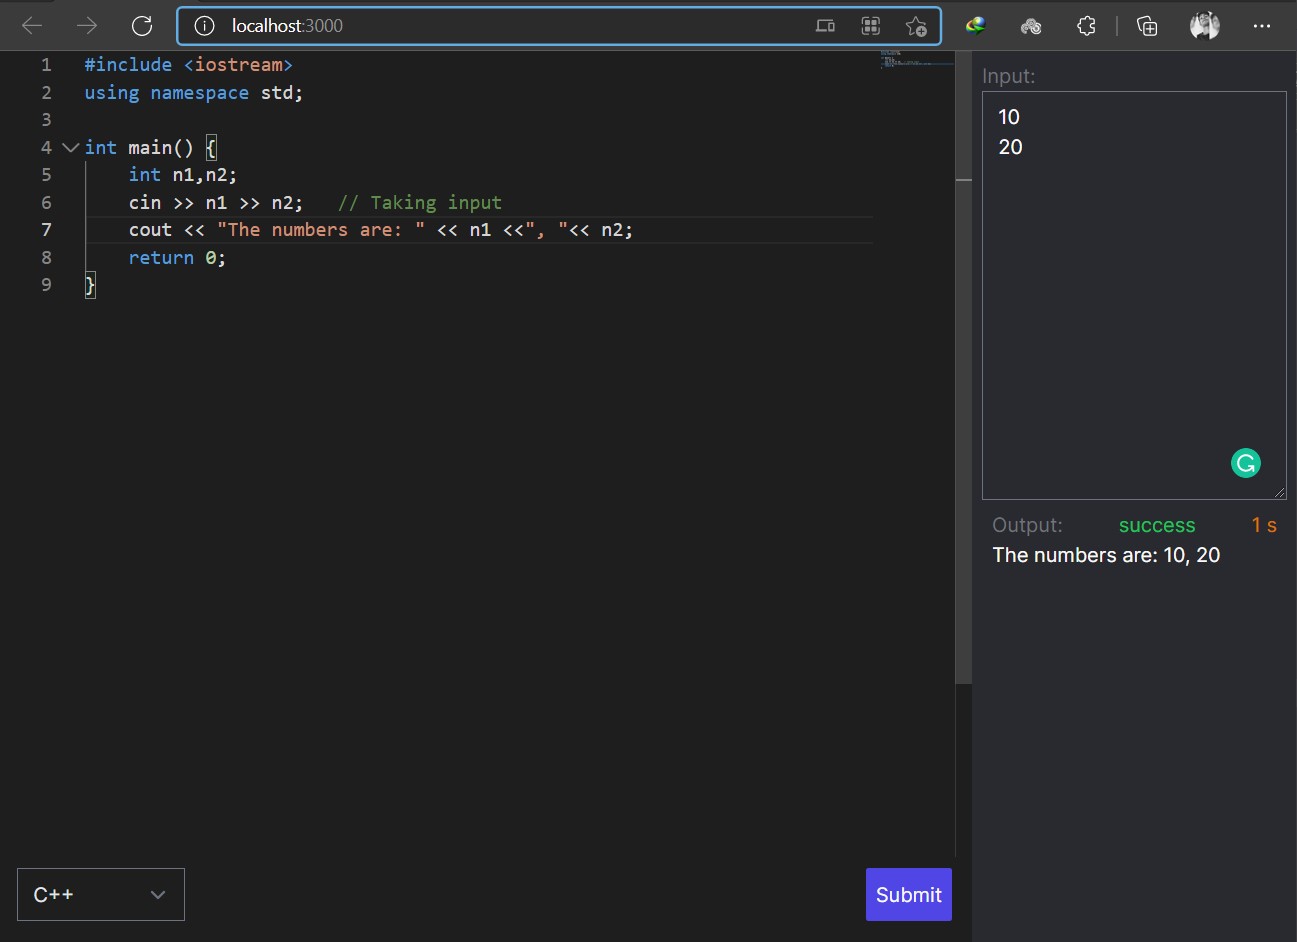 localhost:3000
1 #include <iostream>
2 using namespace std;
3
4 int main() {
5 int n1,n2;
6 cin >> n1 >> n2; // Taking input
7 cout << "The numbers are: " << n1 <<", "<< n2;
8 return 0;
9 }
Input:
10
20
Output: success 1 s
The numbers are: 10, 20
C++
Submit